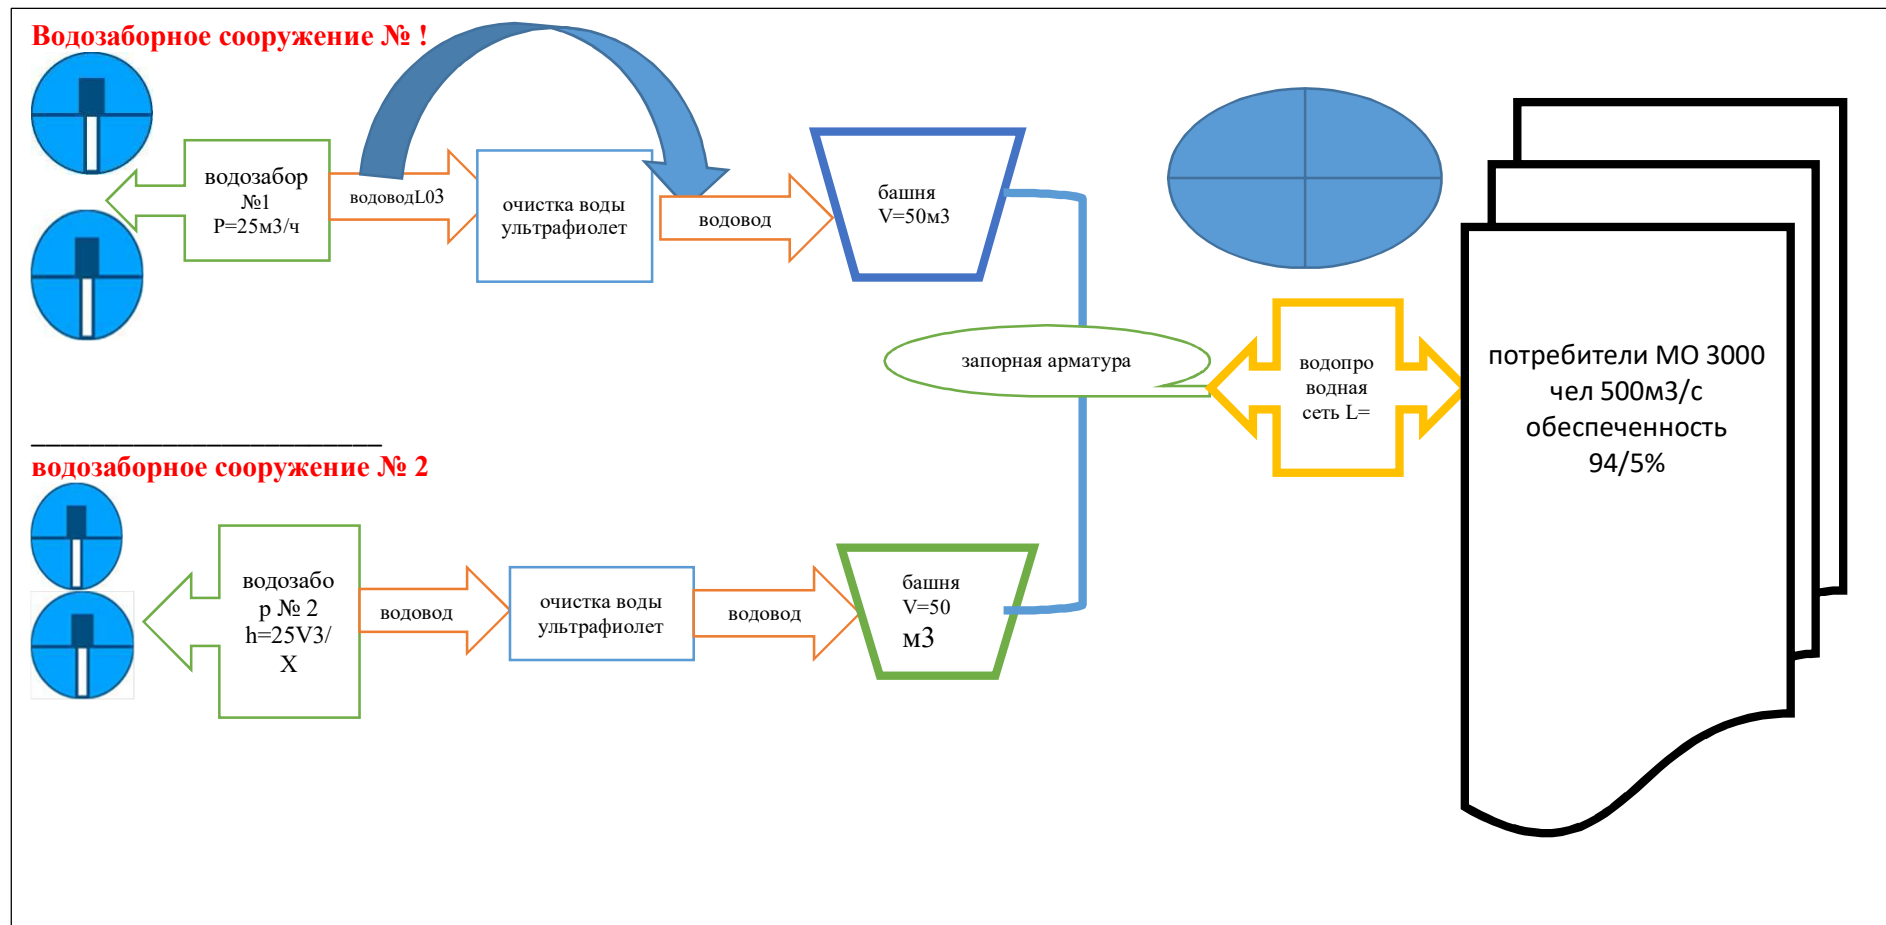 Водозаборное сооружение № !
водозабор
№1
P=25м3/ч
водоводL03
очистка воды
ультрафиолет
водовод
башня
V=50м3
запорная арматура
водопро
водная
сеть L=
потребители МО 3000
чел 500м3/с
обеспеченность
94/5%
водозаборное сооружение № 2
водозабо
р № 2
h=25V3/
X
водовод
очистка воды
ультрафиолет
водовод
башня
V=50
м3